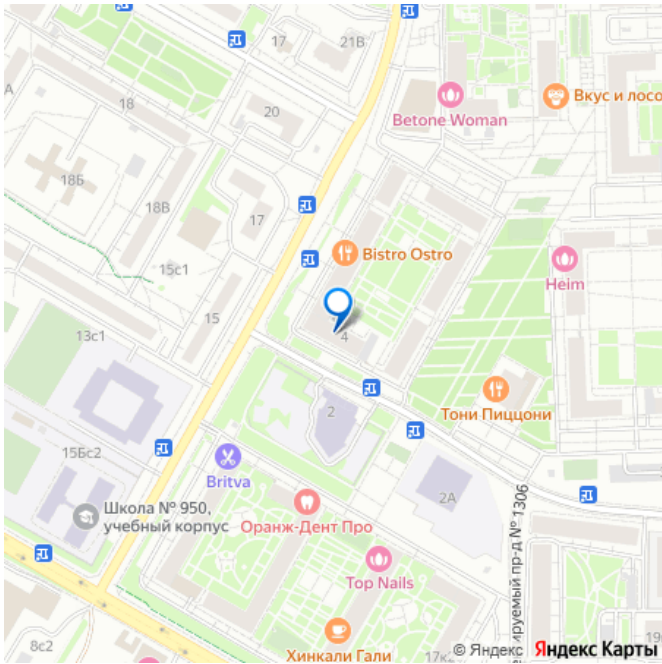 17
21В
А
18
20
Betone Woman
Вкус и лосо
18Б
18В
17
15с1
Bistro Ostro
Heim
15
13с1
4
2
Тони Пиццони
15Бс2
Britva
2А
Школа № 950,
учебный корпус
Оранж-Дент Про
ируемый пр-д № 1306
Top Nails
8с2
Хинкали Гали
17к
19
© Яндекс Яндекс Карты